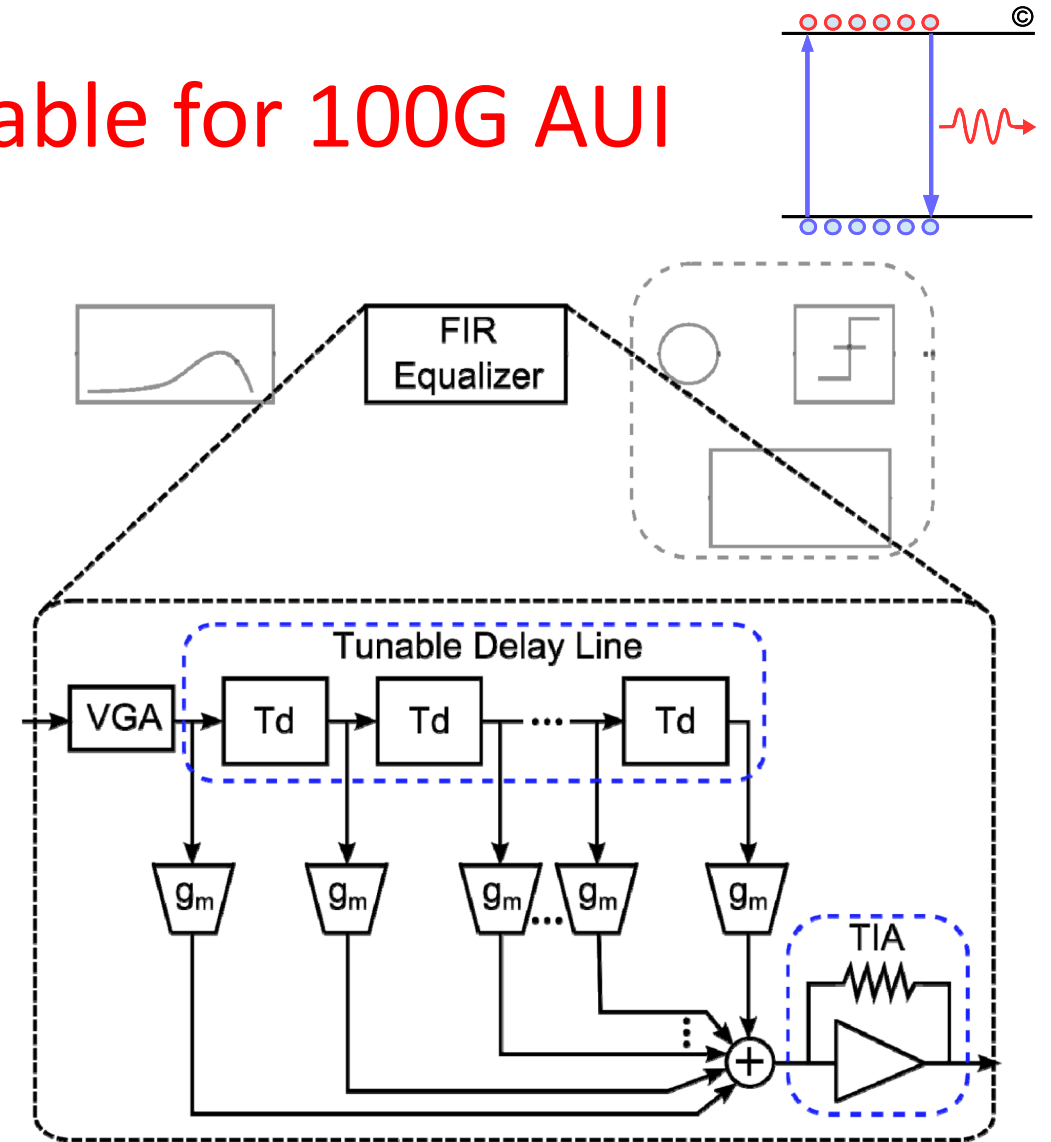 ©
able for 100G AUI
FIR
Equalizer
Tunable Delay Line
VGA
Td
Td
...
Td
gm
gm
gm
...
gm
gm
TIA
+